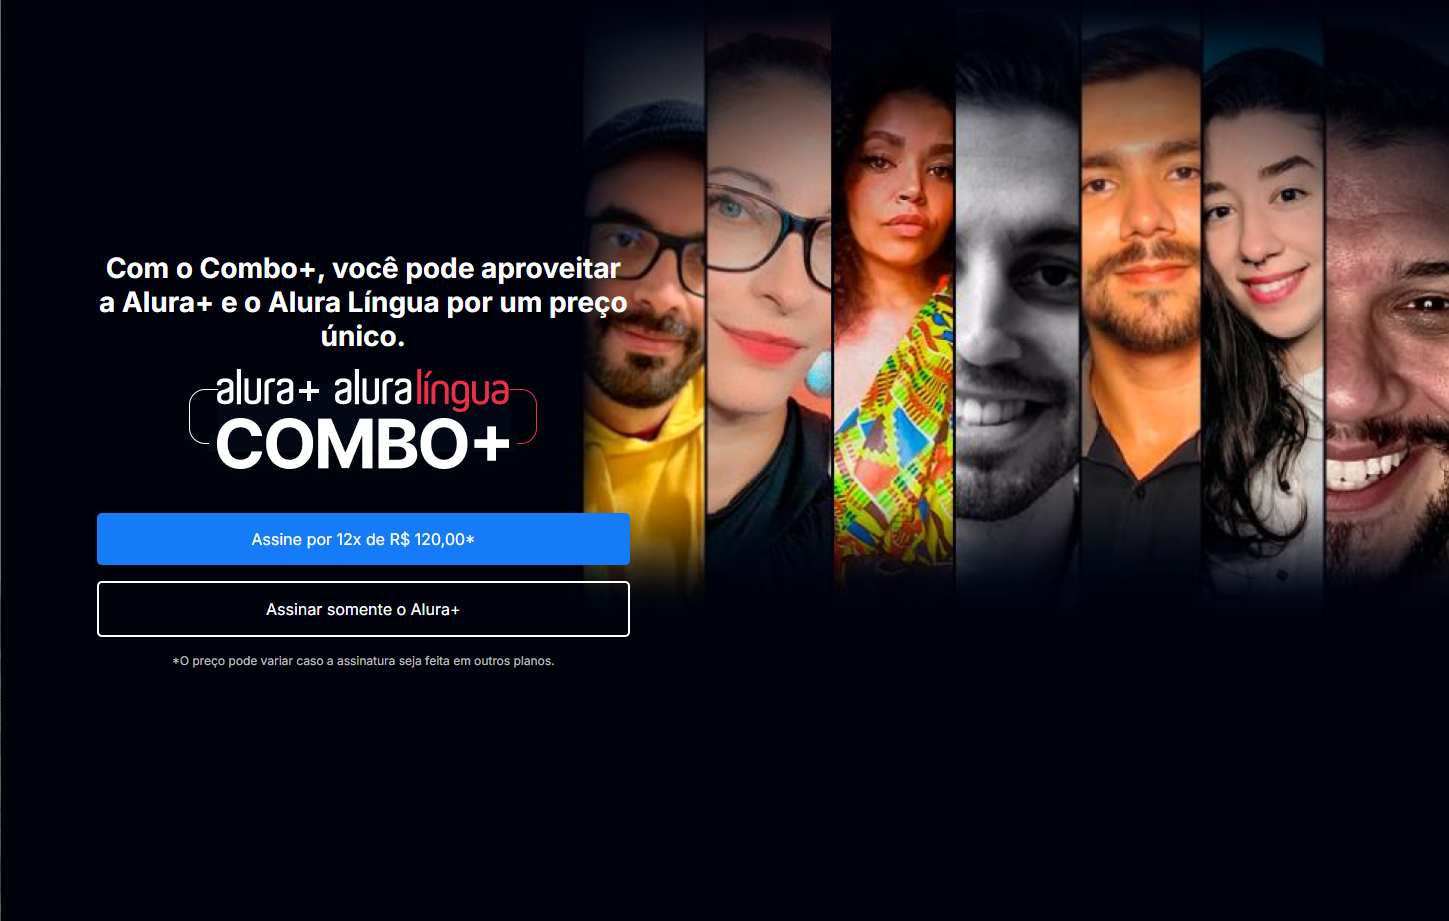 Com o Combo+, você pode aproveitar
a Alura+ e o Alura Língua por um preço
único.
alura+ aluralíngua
COMBO+
Assine por 12x de R$ 120,00*
Assinar somente o Alura+
*O preço pode variar caso a assinatura seja feita em outros planos.